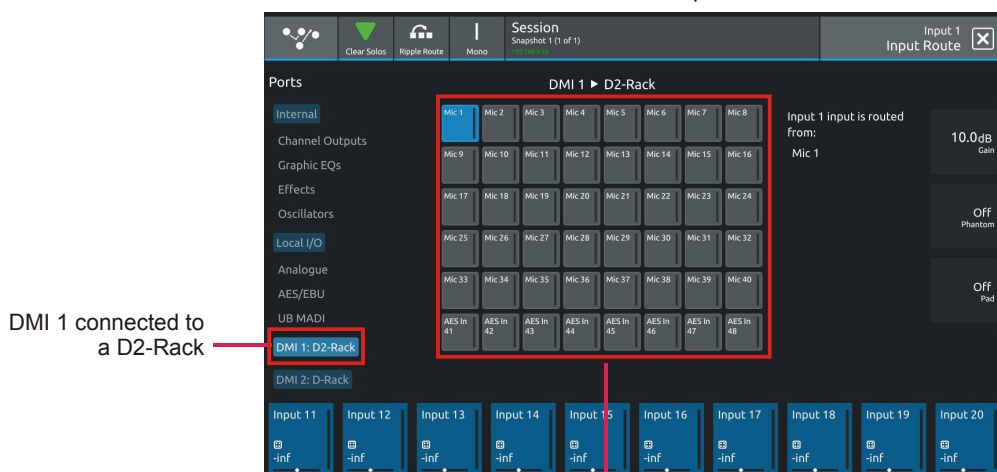 Session
Snapshot 1 (1 of 1)
192.168.0.10
Clear Solos
Ripple Route
Mono
Input 1
Input Route
Ports
DMI 1 ► D2-Rack
Internal
Channel Outputs
Graphic EQs
Effects
Oscillators
Local I/O
Analogue
AES/EBU
UB MADI
DMI 1: D2-Rack
DMI 2: D-Rack
Mic 1 Mic 2 Mic 3 Mic 4 Mic 5 Mic 6 Mic 7 Mic 8
Mic 9 Mic 10 Mic 11 Mic 12 Mic 13 Mic 14 Mic 15 Mic 16
Mic 17 Mic 18 Mic 19 Mic 20 Mic 21 Mic 22 Mic 23 Mic 24
Mic 25 Mic 26 Mic 27 Mic 28 Mic 29 Mic 30 Mic 31 Mic 32
Mic 33 Mic 34 Mic 35 Mic 36 Mic 37 Mic 38 Mic 39 Mic 40
AES In AES In AES In AES In AES In AES In AES In AES In
41 42 43 44 45 46 47 48
Input 1 input is routed
from:
Mic 1
10.0dB
Gain
Off
Phantom
Off
Pad
DMI 1 connected to
a D2-Rack
Input 11 Input 12 Input 13 Input 14 Input 15 Input 16 Input 17 Input 18 Input 19 Input 20
-inf -inf -inf -inf -inf -inf -inf -inf -inf -inf